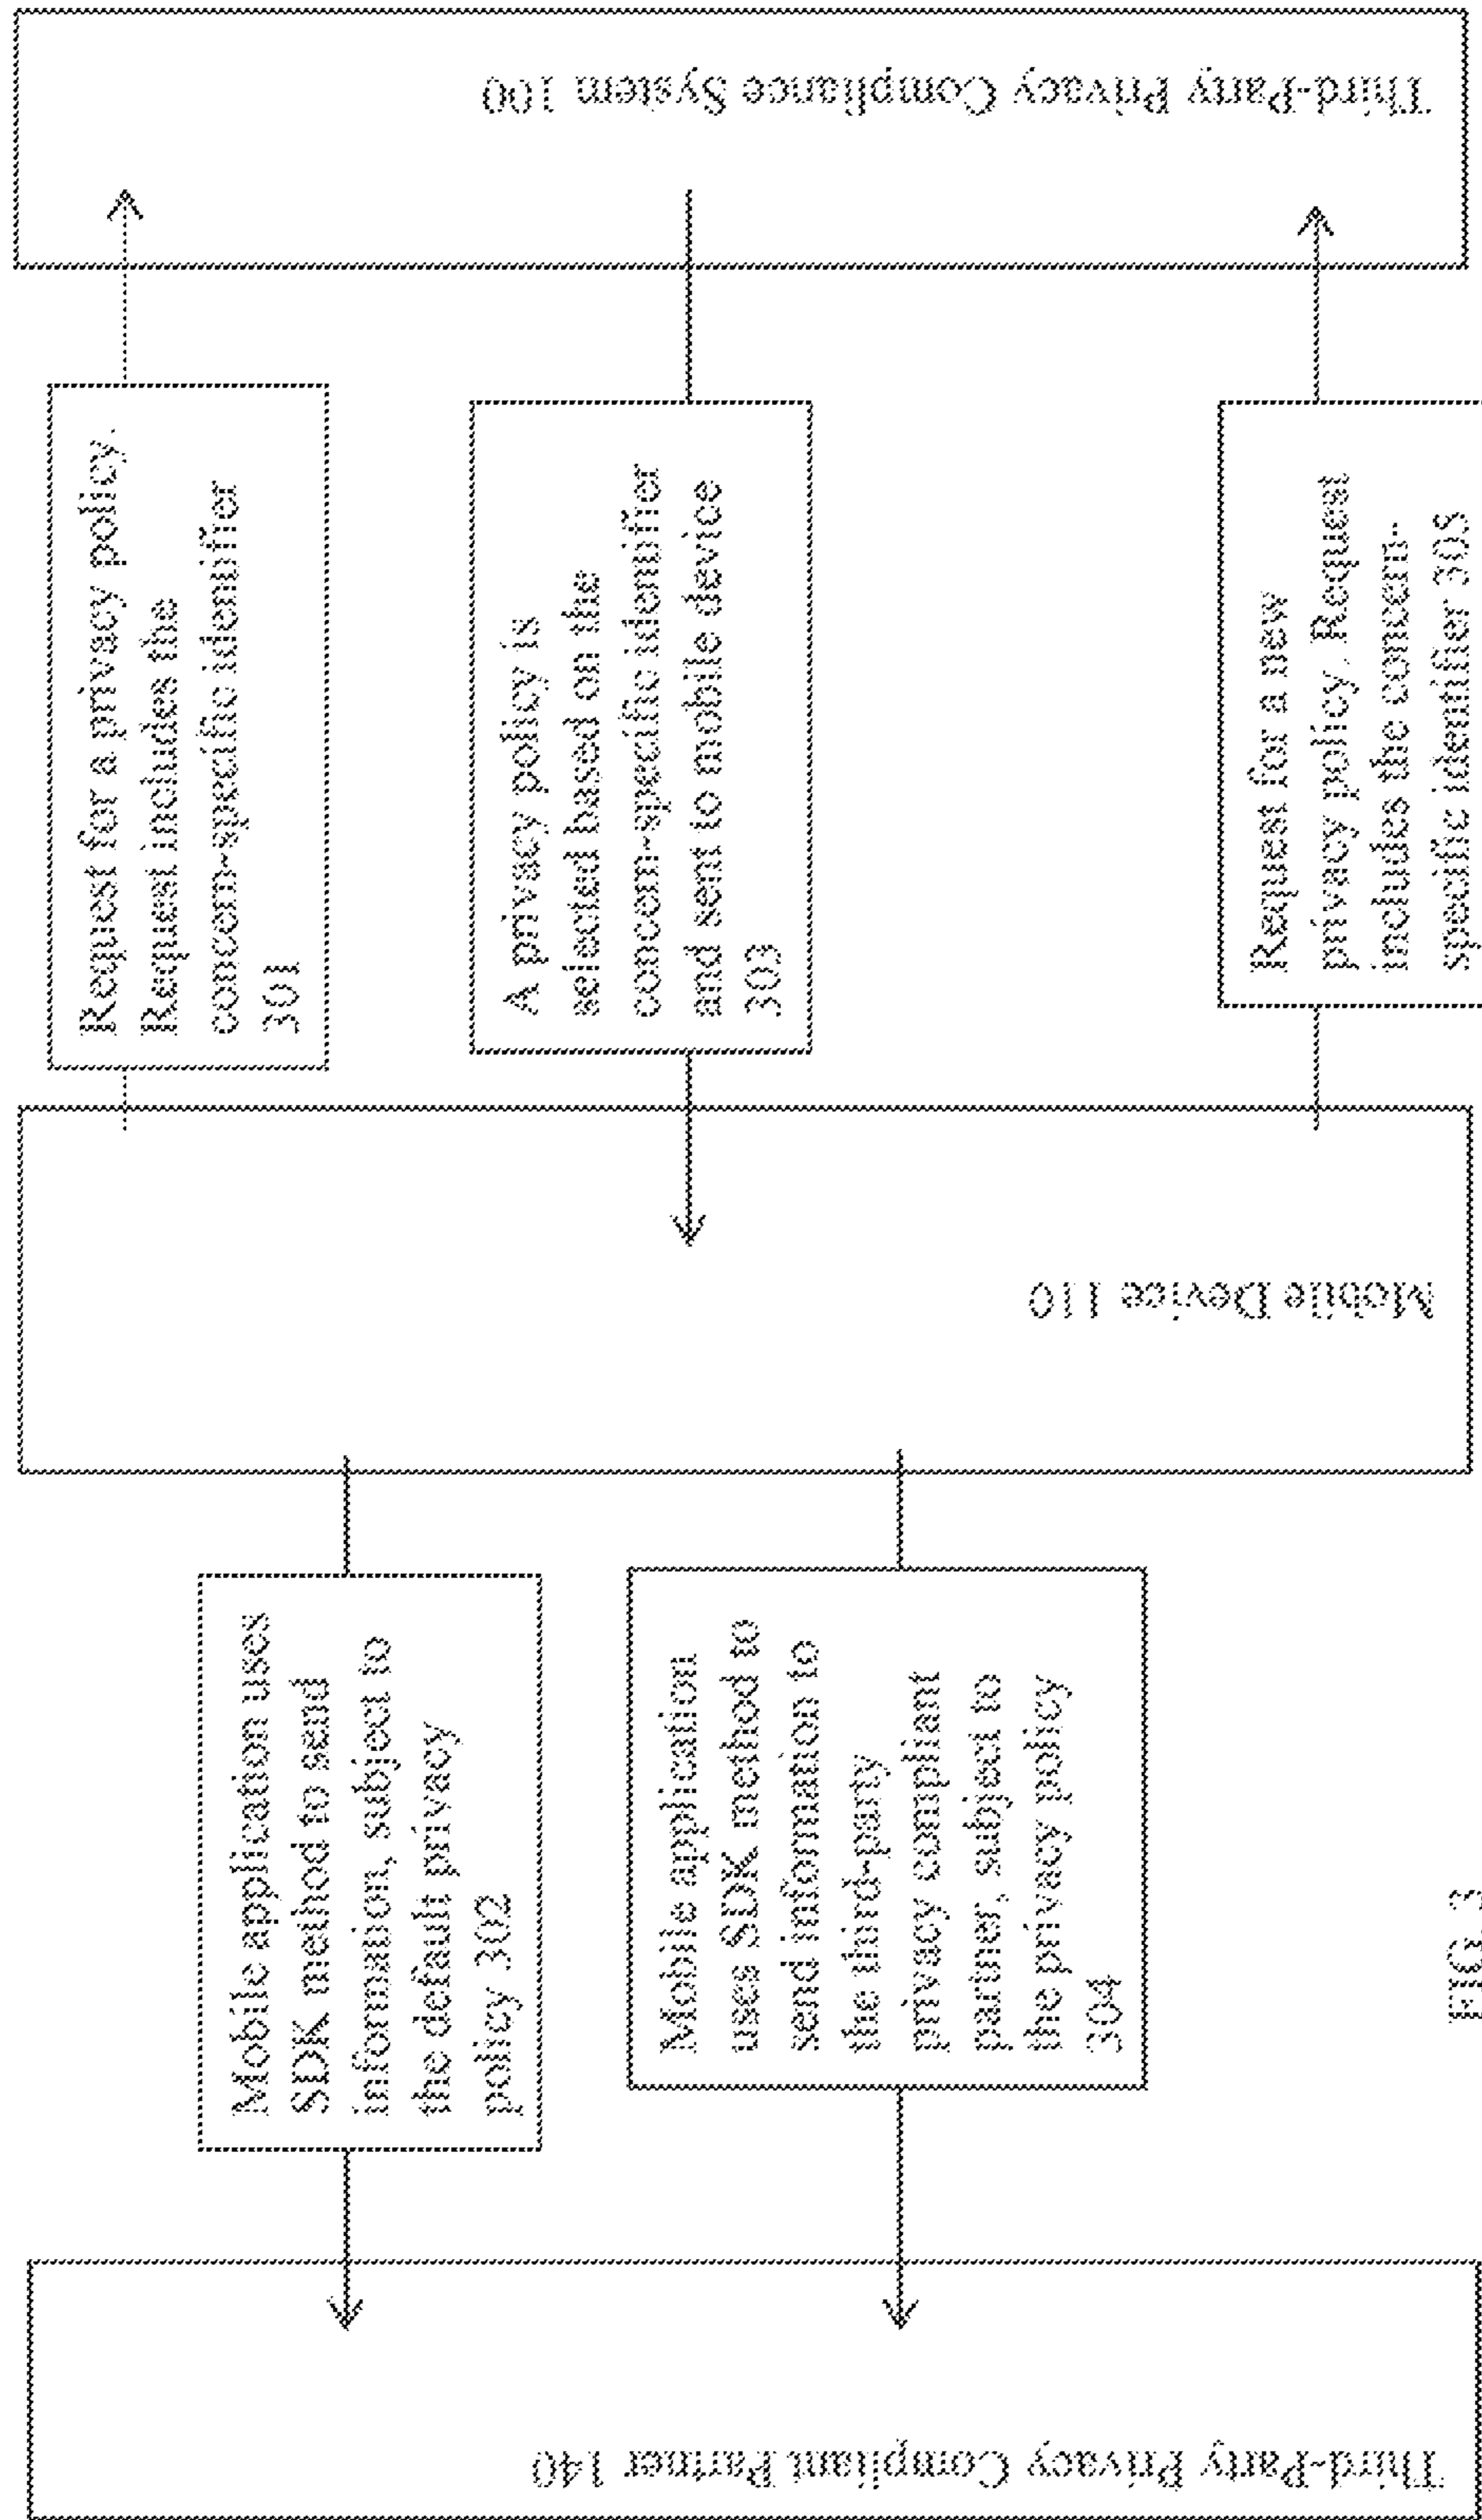 Third-Party Privacy Compliant Partner 140
Mobile application uses
SDK method to send
information, subject to
the default privacy
policy 302
Mobile application
uses SDK method to
send information to
the third-party
privacy compliant
partner, subject to
the privacy policy
304
Mobile Device 110
Request for a privacy policy.
Request includes the
concern-specific identifier
301
A privacy policy is
selected based on the
concern-specific identifier
and sent to mobile device
303
Request for a new
privacy policy. Request
includes the concern-
specific identifier 305
Third-Party Privacy Compliance System 100
FIG. 3